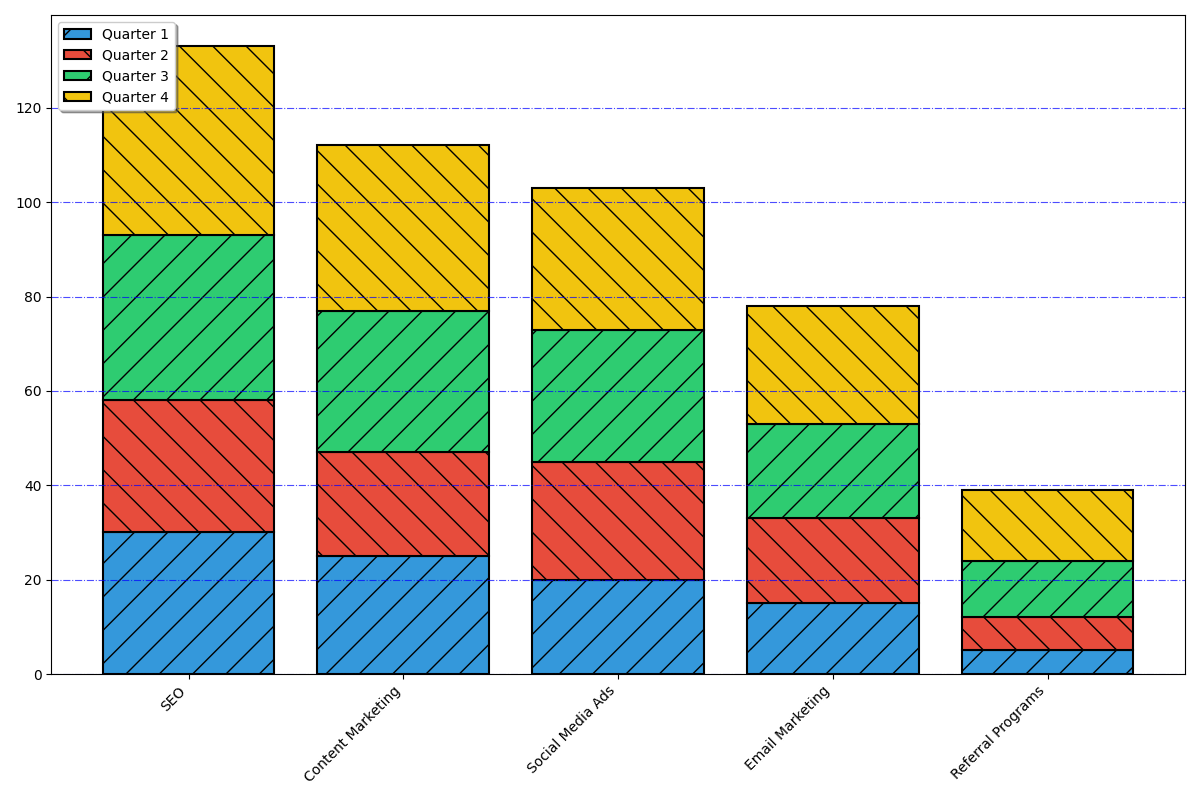 Quarter 1
Quarter 2
Quarter 3
Quarter 4
120
100
80
60
40
20
0
SEO
Content Marketing
Social Media Ads
Email Marketing
Referral Programs